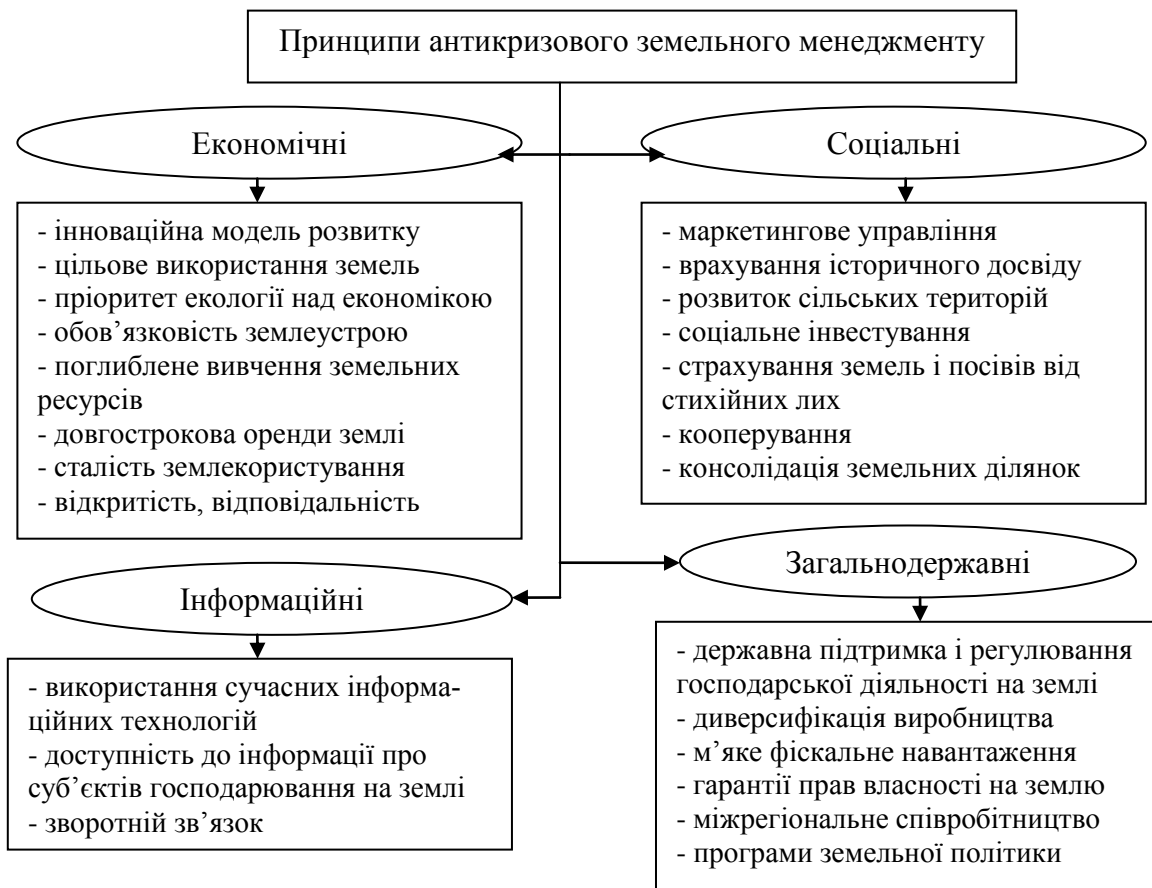 Принципи антикризового земельного менеджменту
Економічні
- інноваційна модель розвитку
- цільове використання земель
- пріоритет екології над економікою
- обов’язковість землеустрою
- поглиблене вивчення земельних
ресурсів
- довгострокова оренди землі
- сталість землекористування
- відкритість, відповідальність
Соціальні
- маркетингове управління
- врахування історичного досвіду
- розвиток сільських територій
- соціальне інвестування
- страхування земель і посівів від
стихійних лих
- кооперування
- консолідація земельних ділянок
Інформаційні
- використання сучасних інформа-
ційних технологій
- доступність до інформації про
суб’єктів господарювання на землі
- зворотній зв’язок
Загальнодержавні
- державна підтримка і регулювання
господарської діяльності на землі
- диверсифікація виробництва
- м’яке фіскальне навантаження
- гарантії прав власності на землю
- міжрегіональне співробітництво
- програми земельної політики